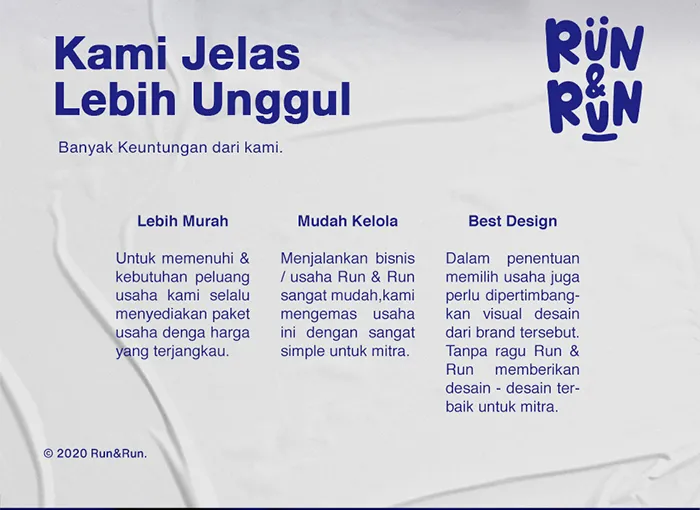 Kami Jelas
Lebih Unggul
RÜN
&
RUN
Banyak Keuntungan dari kami.
Lebih Murah
Untuk memenuhi &
kebutuhan peluang
usaha kami selalu
menyediakan paket
usaha denga harga
yang terjangkau.
Mudah Kelola
Menjalankan bisnis
/ usaha Run & Run
sangat mudah,kami
mengemas usaha
ini dengan sangat
simple untuk mitra.
Best Design
Dalam penentuan
memilih usaha juga
perlu dipertimbang-
kan visual desain
dari brand tersebut.
Tanpa ragu Run &
Run memberikan
desain - desain ter-
baik untuk mitra.
© 2020 Run&Run.